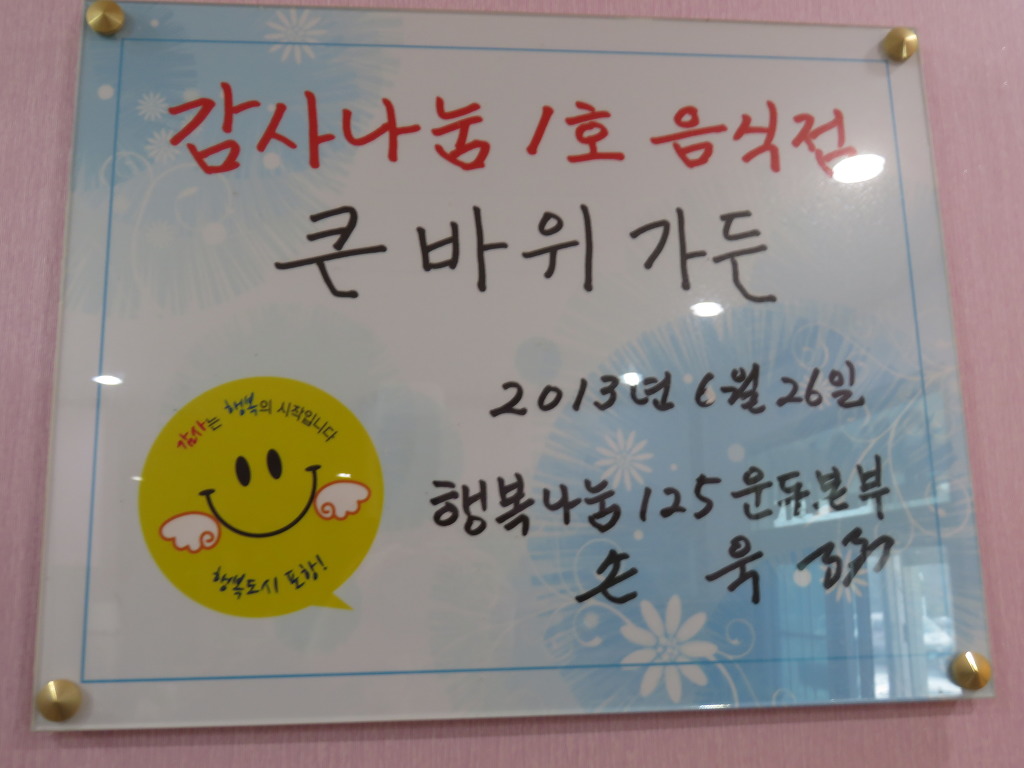 감사나눔 1호 음식점
큰바위가든
2013년 6월 26일
행복나눔 125 운동본부
손 욱
감사는 행복의 시작입니다
행복도시 포항!